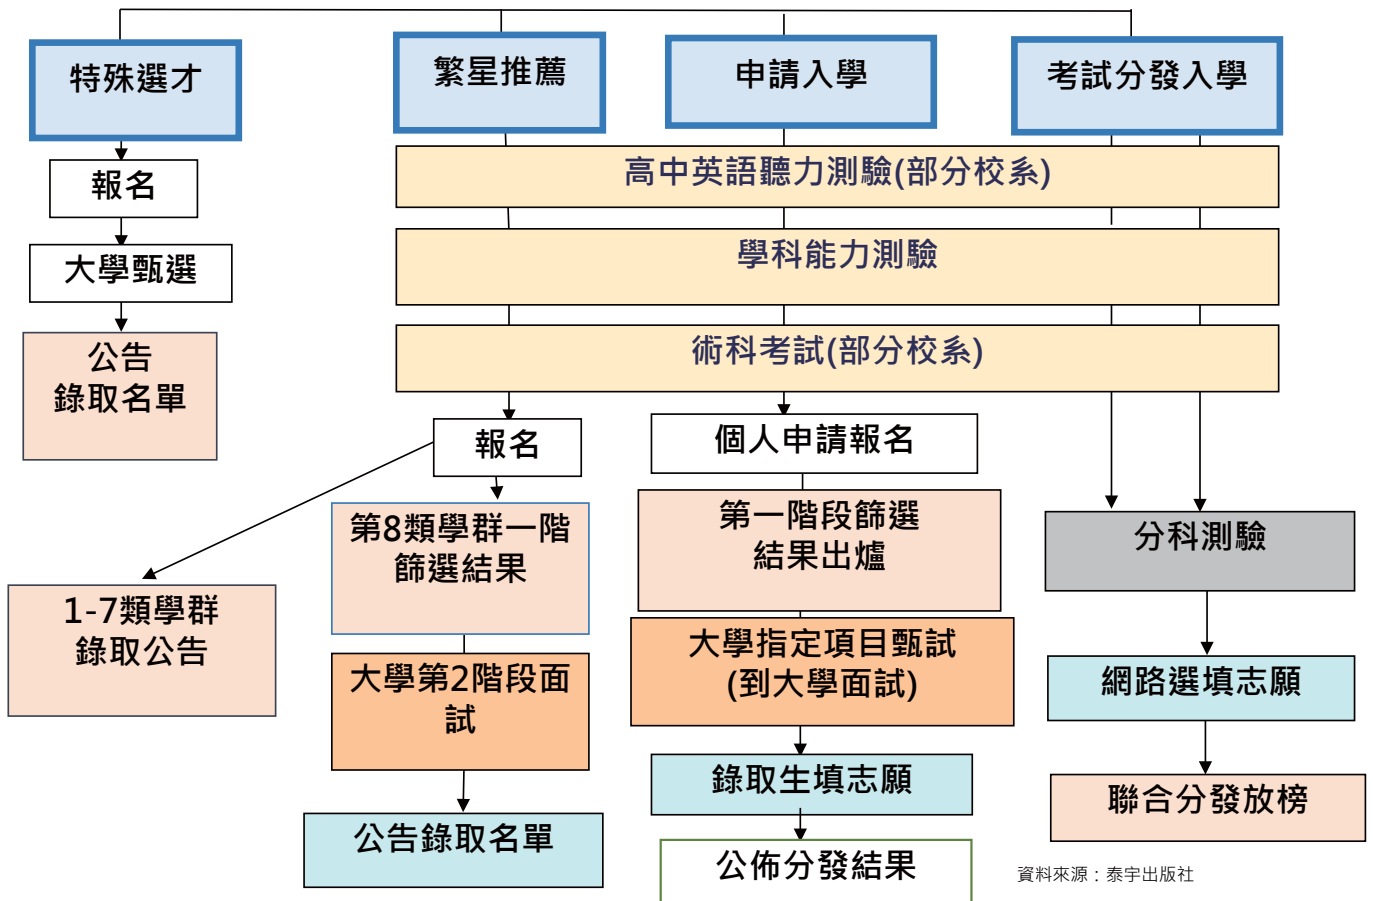 特殊選才
繁星推薦
申請入學
考試分發入學
高中英語聽力測驗(部分校系)
報名
學科能力測驗
大學甄選
術科考試(部分校系)
公告
錄取名單
報名
個人申請報名
第8類學群一階
篩選結果
第一階段篩選
結果出爐
分科測驗
1-7類學群
錄取公告
大學第2階段面
試
大學指定項目甄試
(到大學面試)
網路選填志願
錄取生填志願
聯合分發放榜
公告錄取名單
公佈分發結果
資料來源：泰宇出版社